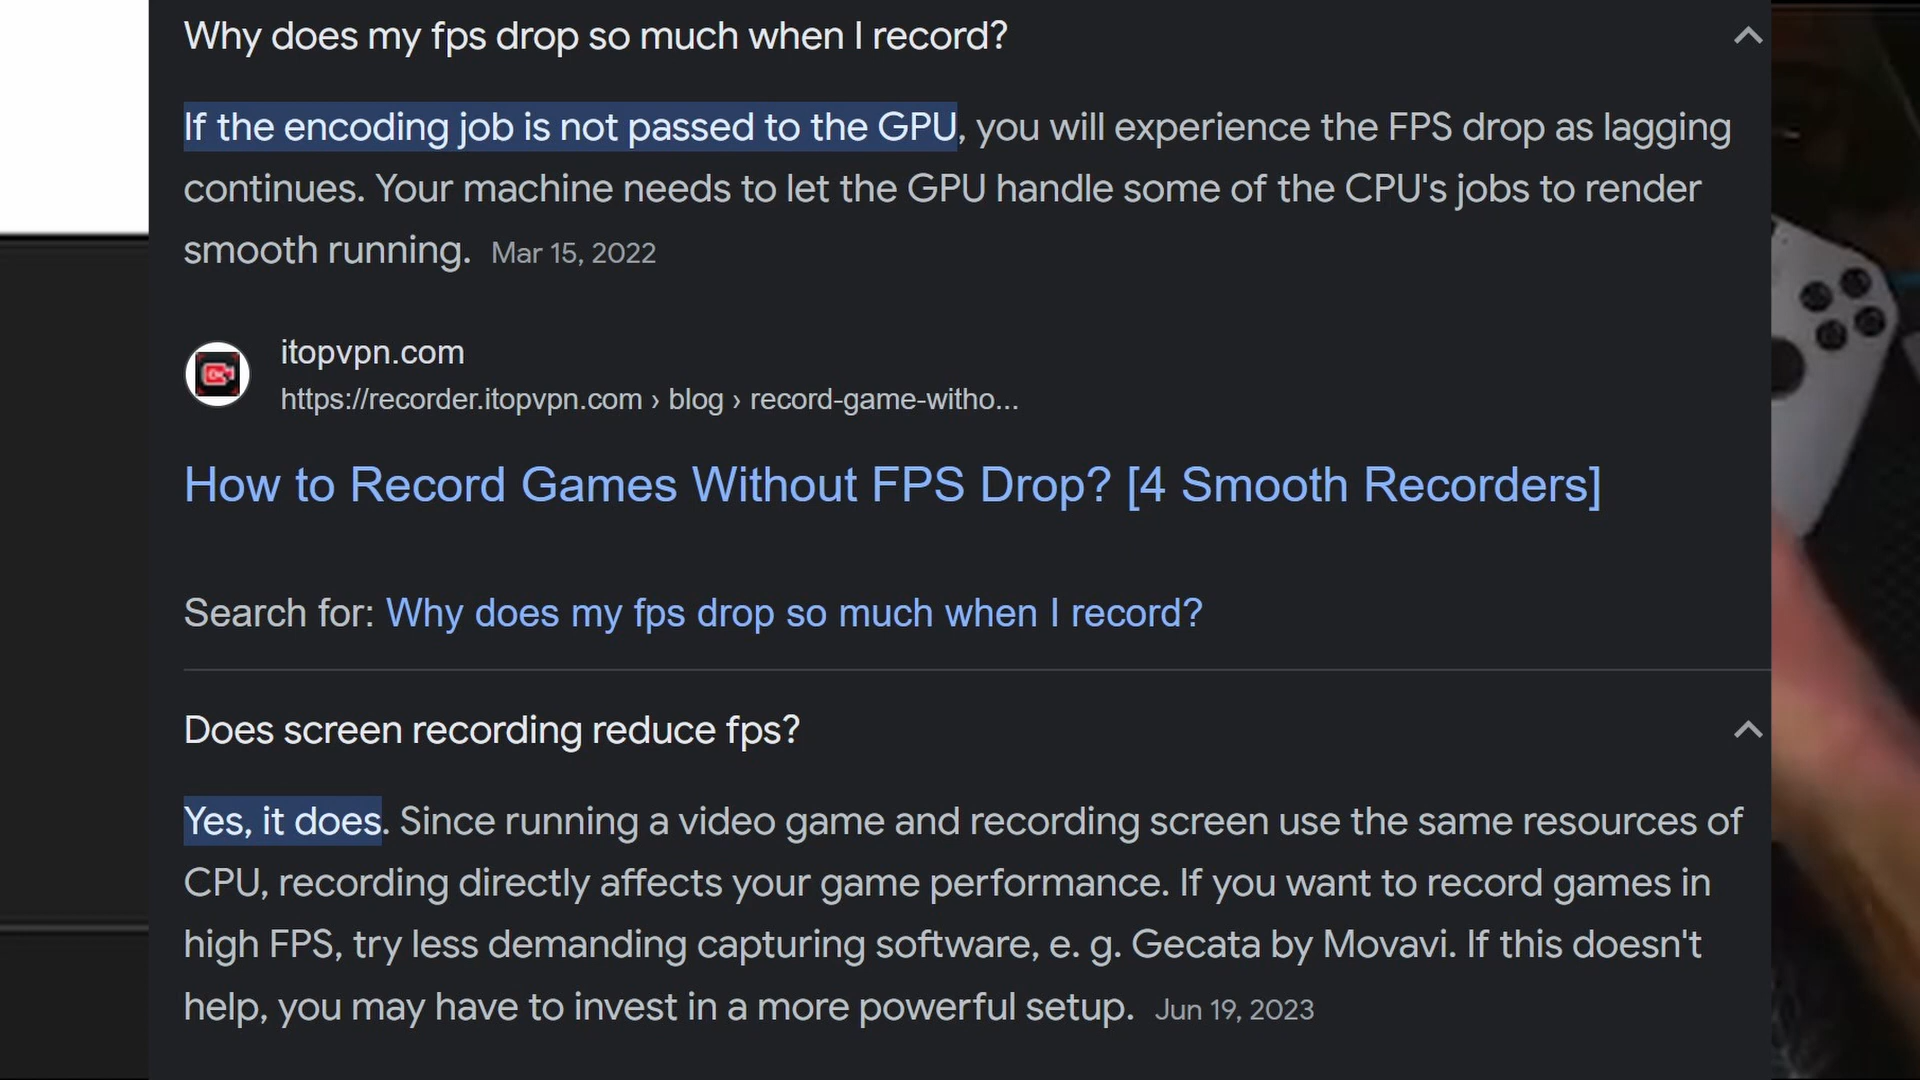 Why does my fps drop so much when I record?
If the encoding job is not passed to the GPU, you will experience the FPS drop as lagging
continues. Your machine needs to let the GPU handle some of the CPU's jobs to render
smooth running. Mar 15, 2022
itopvpn.com
https://recorder.itopvpn.com › blog › record-game-witho...
How to Record Games Without FPS Drop? [4 Smooth Recorders]
Search for: Why does my fps drop so much when I record?
Does screen recording reduce fps?
Yes, it does. Since running a video game and recording screen use the same resources of
CPU, recording directly affects your game performance. If you want to record games in
high FPS, try less demanding capturing software, e. g. Gecata by Movavi. If this doesn't
help, you may have to invest in a more powerful setup. Jun 19, 2023